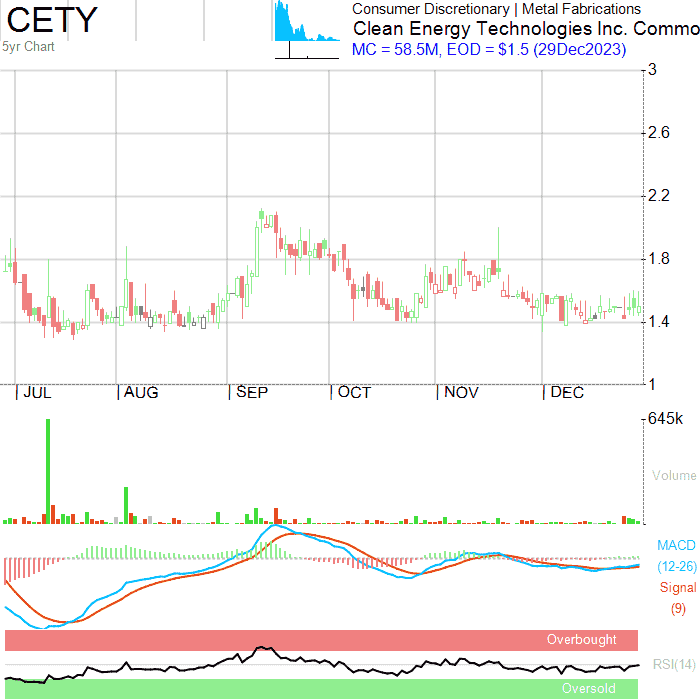 CETY
5yr Chart
Consumer Discretionary | Metal Fabrications
Clean Energy Technologies Inc. Commo
MC = 58.5M, EOD = $1.5 (29Dec2023)
3
2.6
2.2
1.8
1.4
1
JUL AUG SEP OCT NOV DEC
645k
Volume
MACD
(12-26)
Signal
(9)
Overbought
RSI(14)
Oversold